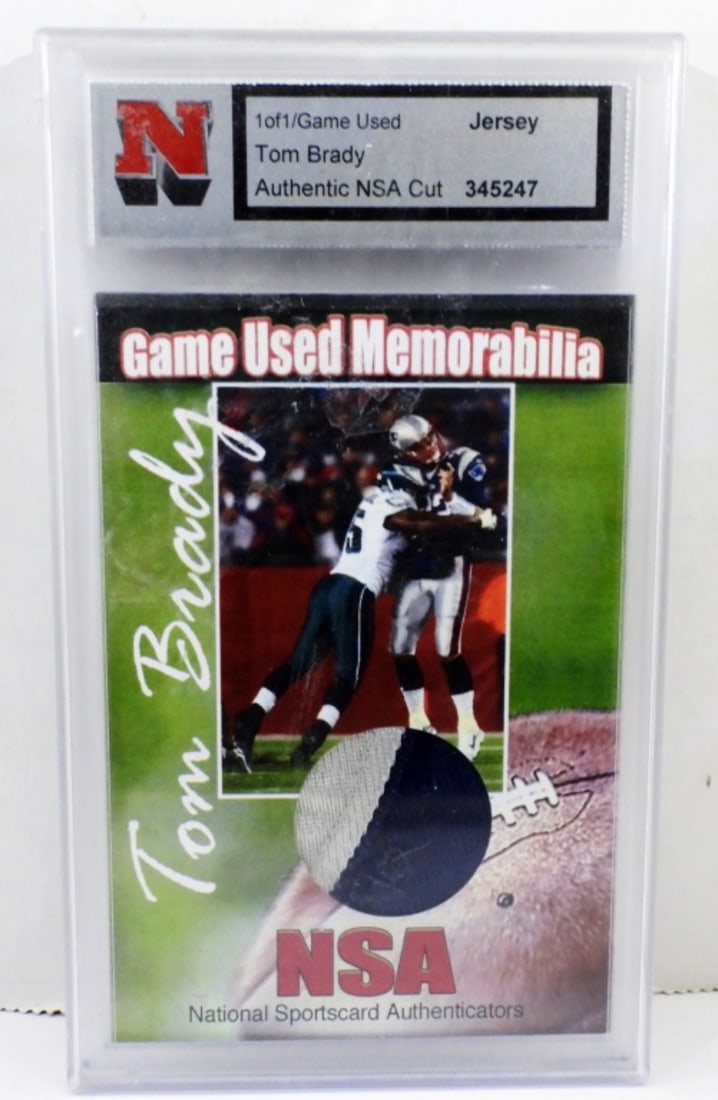 N
1of1/Game Used Jersey
Tom Brady
Authentic NSA Cut 345247
Game Used Memorabilia
Tom Brady
5
NSA
National Sportscard Authenticators